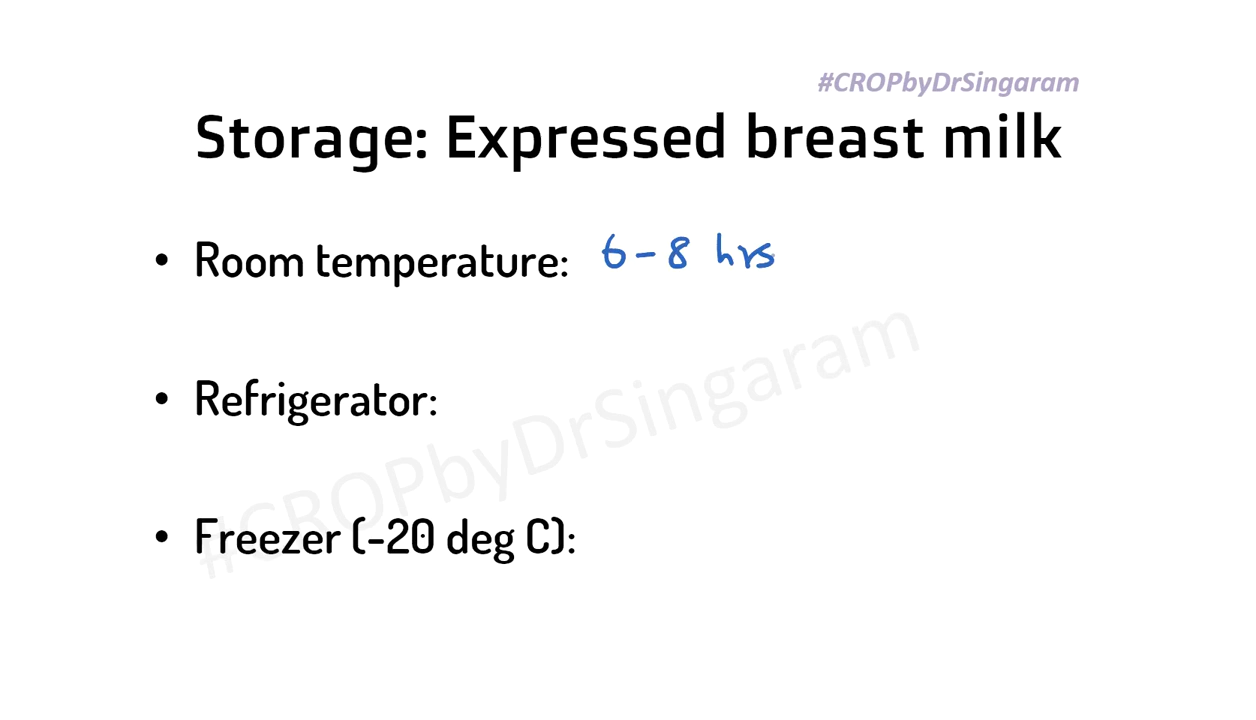 #CROPbyDrSingaram
Storage: Expressed breast milk
• Room temperature: 6-8 hrs
• Refrigerator:
• Freezer (-20 deg C):
#CROPbyDrSingaram